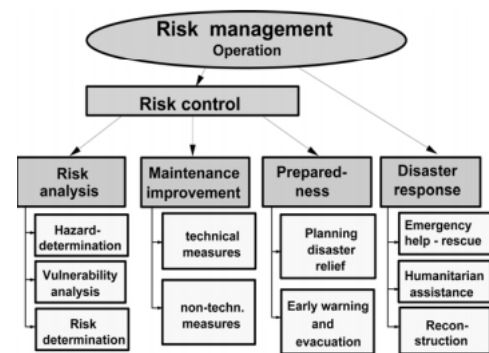 Risk management
Operation
Risk control
Risk
analysis
Maintenance
improvement
Prepared-
ness
Disaster
response
Hazard-
determination
Vulnerability
analysis
Risk
determination
technical
measures
non-techn.
measures
Planning
disaster
relief
Early warning
and
evacuation
Emergency
help - rescue
Humanitarian
assistance
Recon-
struction